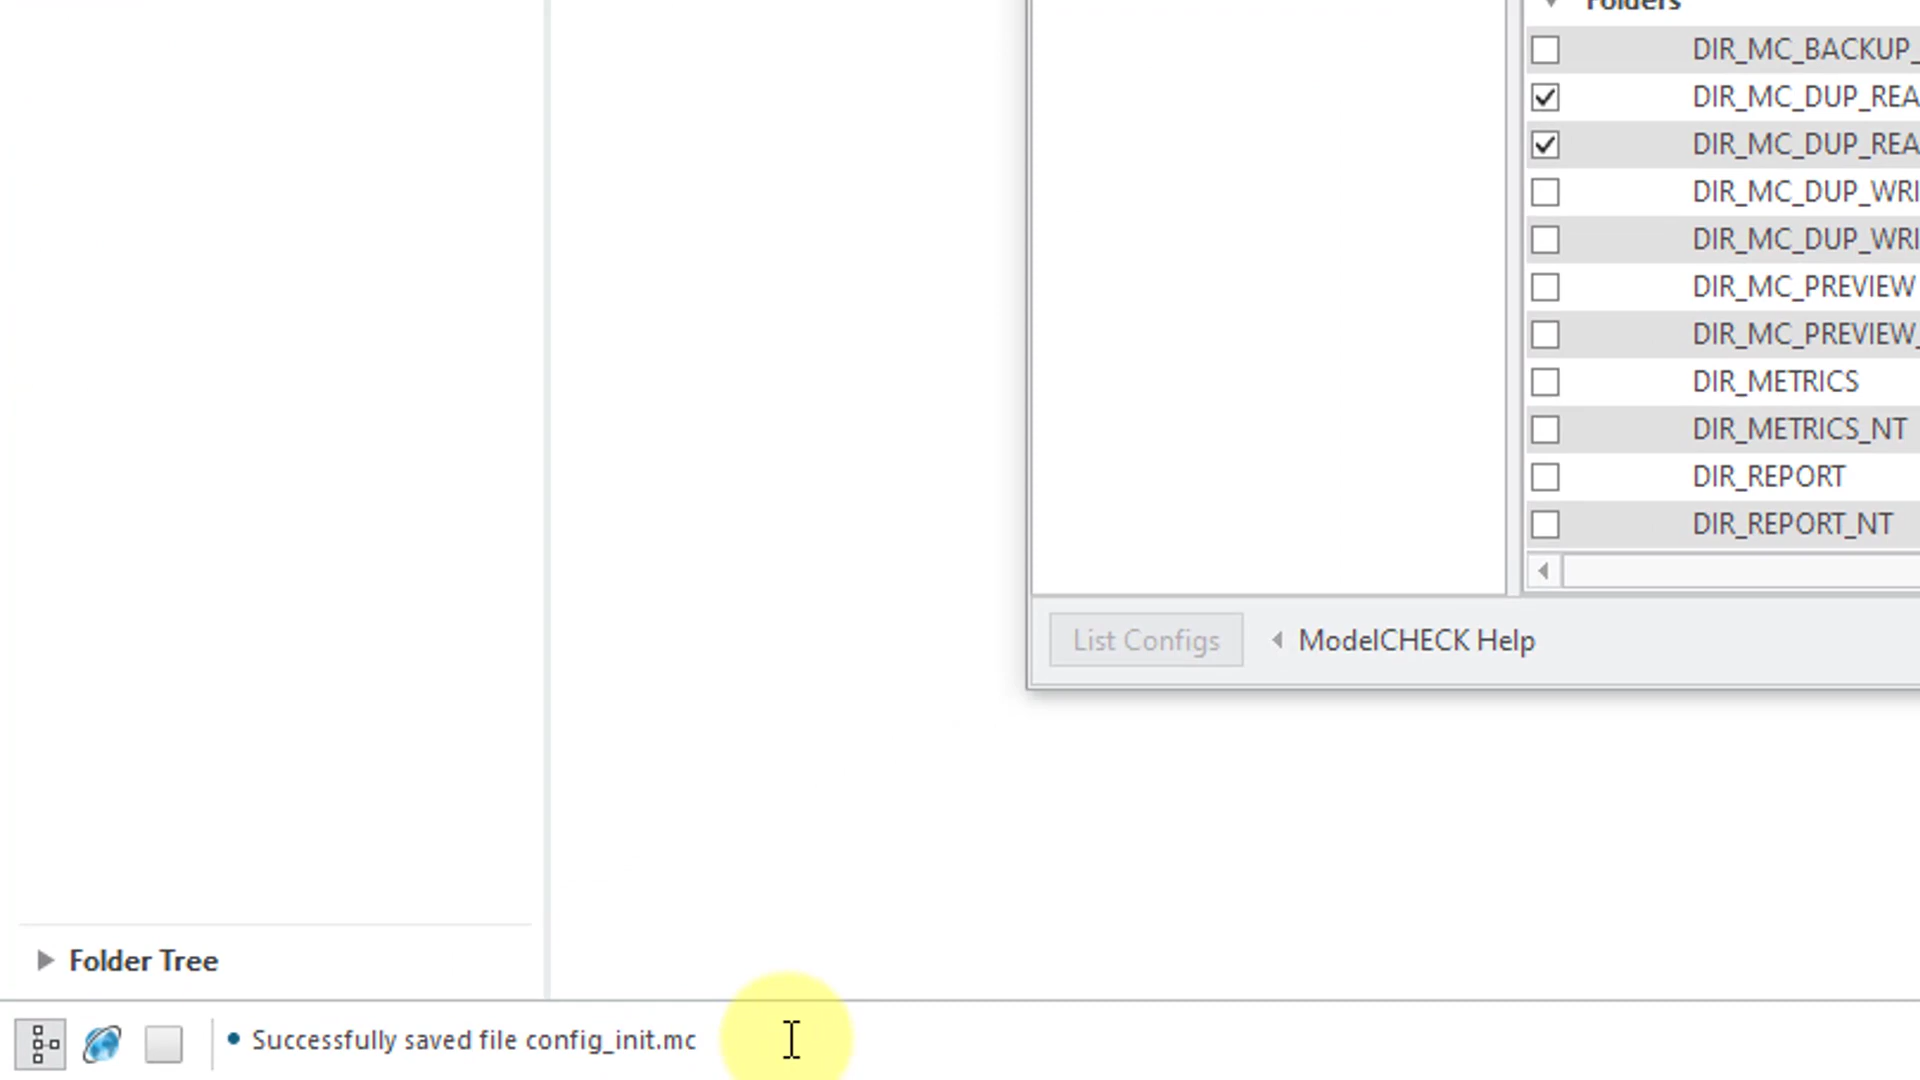 Folders
DIR_MC_BACKUP_
DIR_MC_DUP_REA
DIR_MC_DUP_REA
DIR_MC_DUP_WRI
DIR_MC_DUP_WRI
DIR_MC_PREVIEW
DIR_MC_PREVIEW_
DIR_METRICS
DIR_METRICS_NT
DIR_REPORT
DIR_REPORT_NT
List Configs
ModelCHECK Help
Folder Tree
Successfully saved file config_init.mc